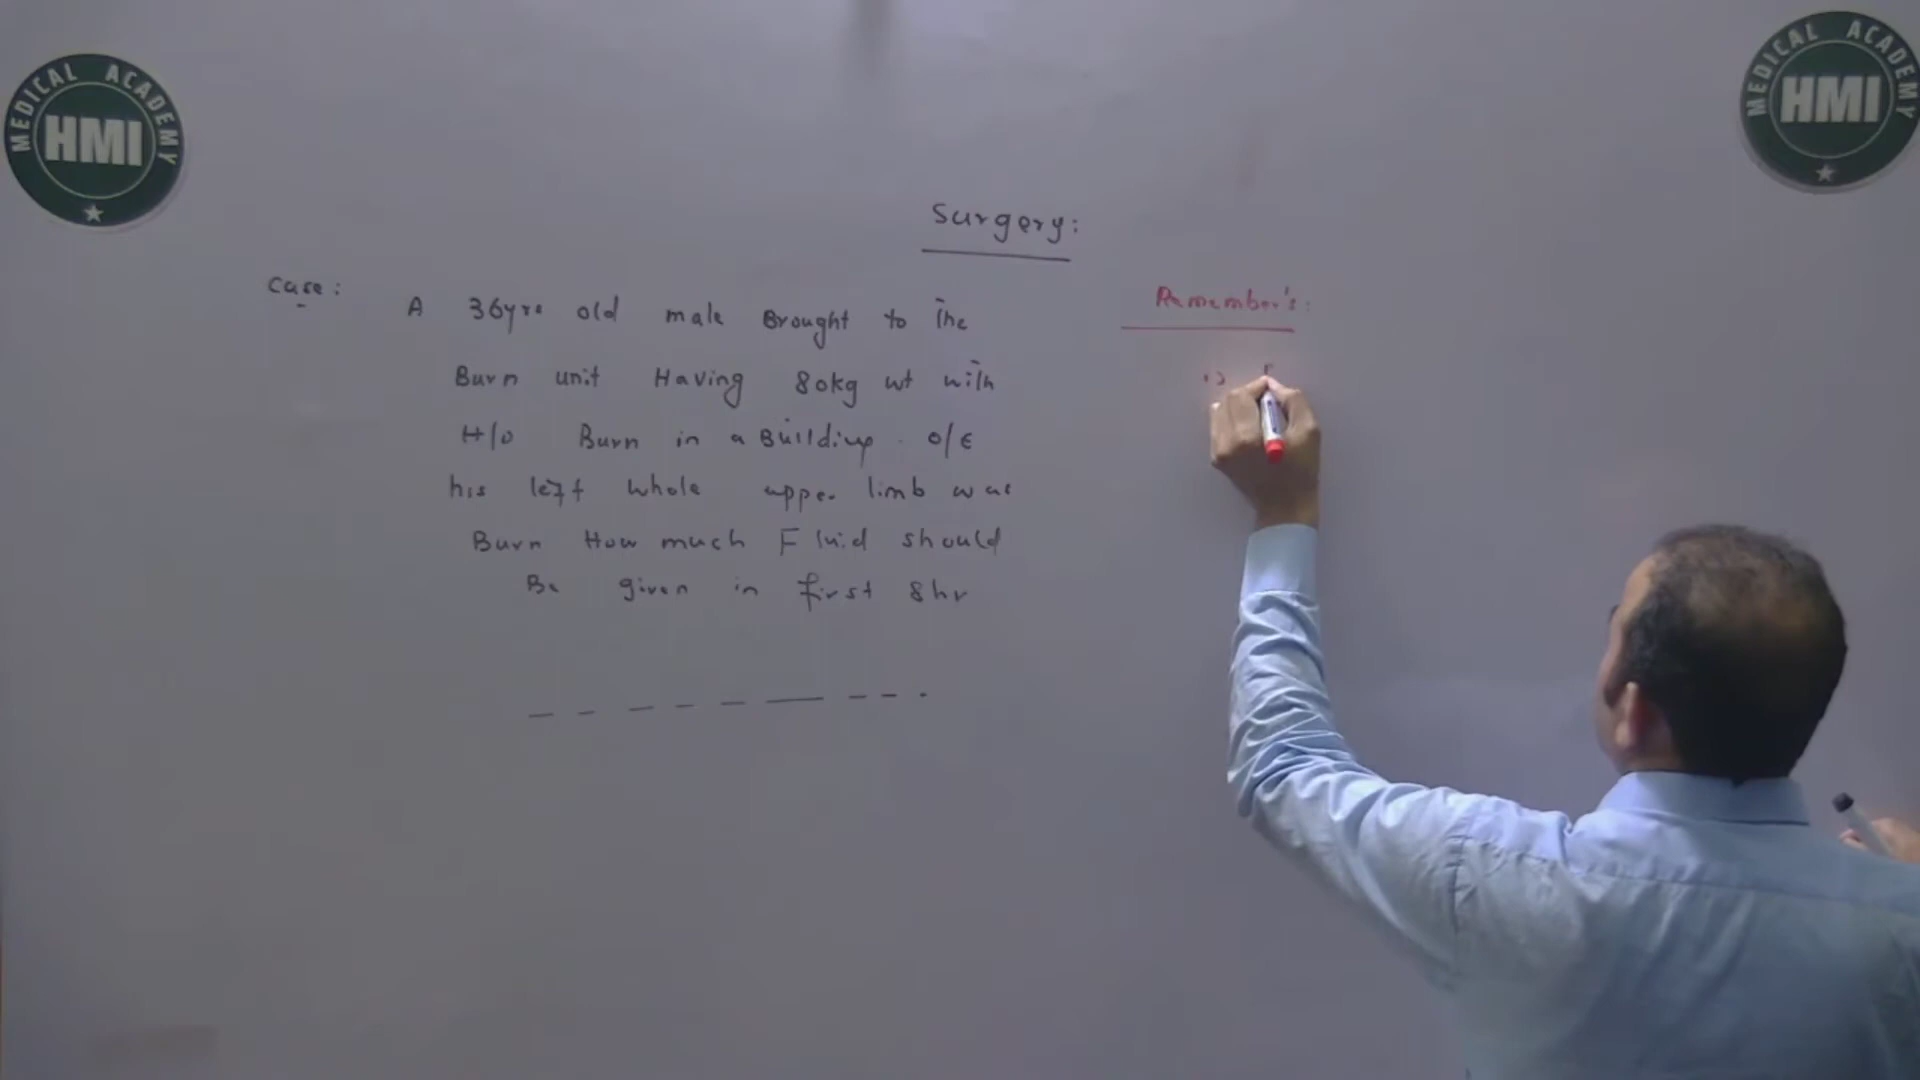 MEDICAL ACADEMY
HMI
MEDICAL ACADEMY
HMI
Surgery:
Case:
A 36yre old male Brought to The
Burn unit Having 80kg wt with
H/o Burn in a Building. O/E
his left whole upper limb was
Burn How much Fluid should
Be given in first 8hr
Remember's:
1)